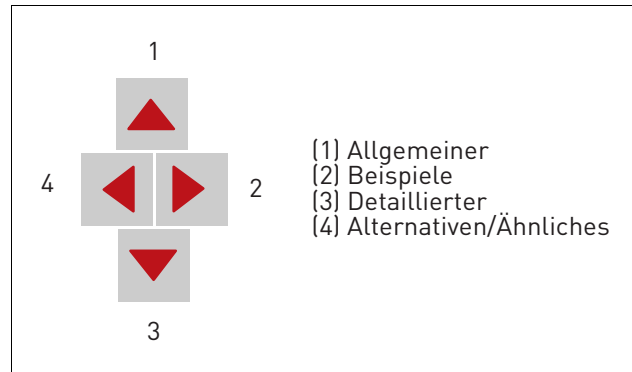 1
4
2
3
(1) Allgemeiner
(2) Beispiele
(3) Detaillierter
(4) Alternativen/Ähnliches